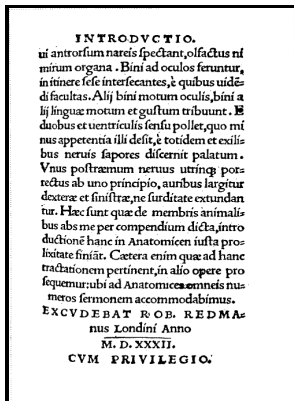 INTRODVCTIO.
ui antrorsum nareis spectant, olfactus ni
mirum organa. Bini ad oculos feruntur,
in itinere sese intersecantes, è quibus uidē-
di facultas. Alij bini motum oculis, bini a
lij linguæ motum et gustum tribuunt. E
duobus et uentriculis sensu pollet, quo mi
nus appetentia illi desit, è totidem et exili
bus neruis sapores discernit palatum.
Vnus postræmum neruus utrinq; por-
rectus ab uno principio, auribus largitur
dexteræ et sinistræ, ne surditate extundan
tur. Hæc sunt quæ de membris animali-
bus abs me per compendium dicta, intro
ductionē hanc in Anatomicen iusta pro-
lixitate finiāt. Cætera enim quæ ad hanc
tractationem pertinent, in alio opere pro
sequemur: ubi ad Anatomices omneis nu-
meros sermonem accommodabimus.
EXCVDEBAT ROB. REDMA-
nus Londini Anno
M. D. XXXII.
CVM PRIVILEGIO.